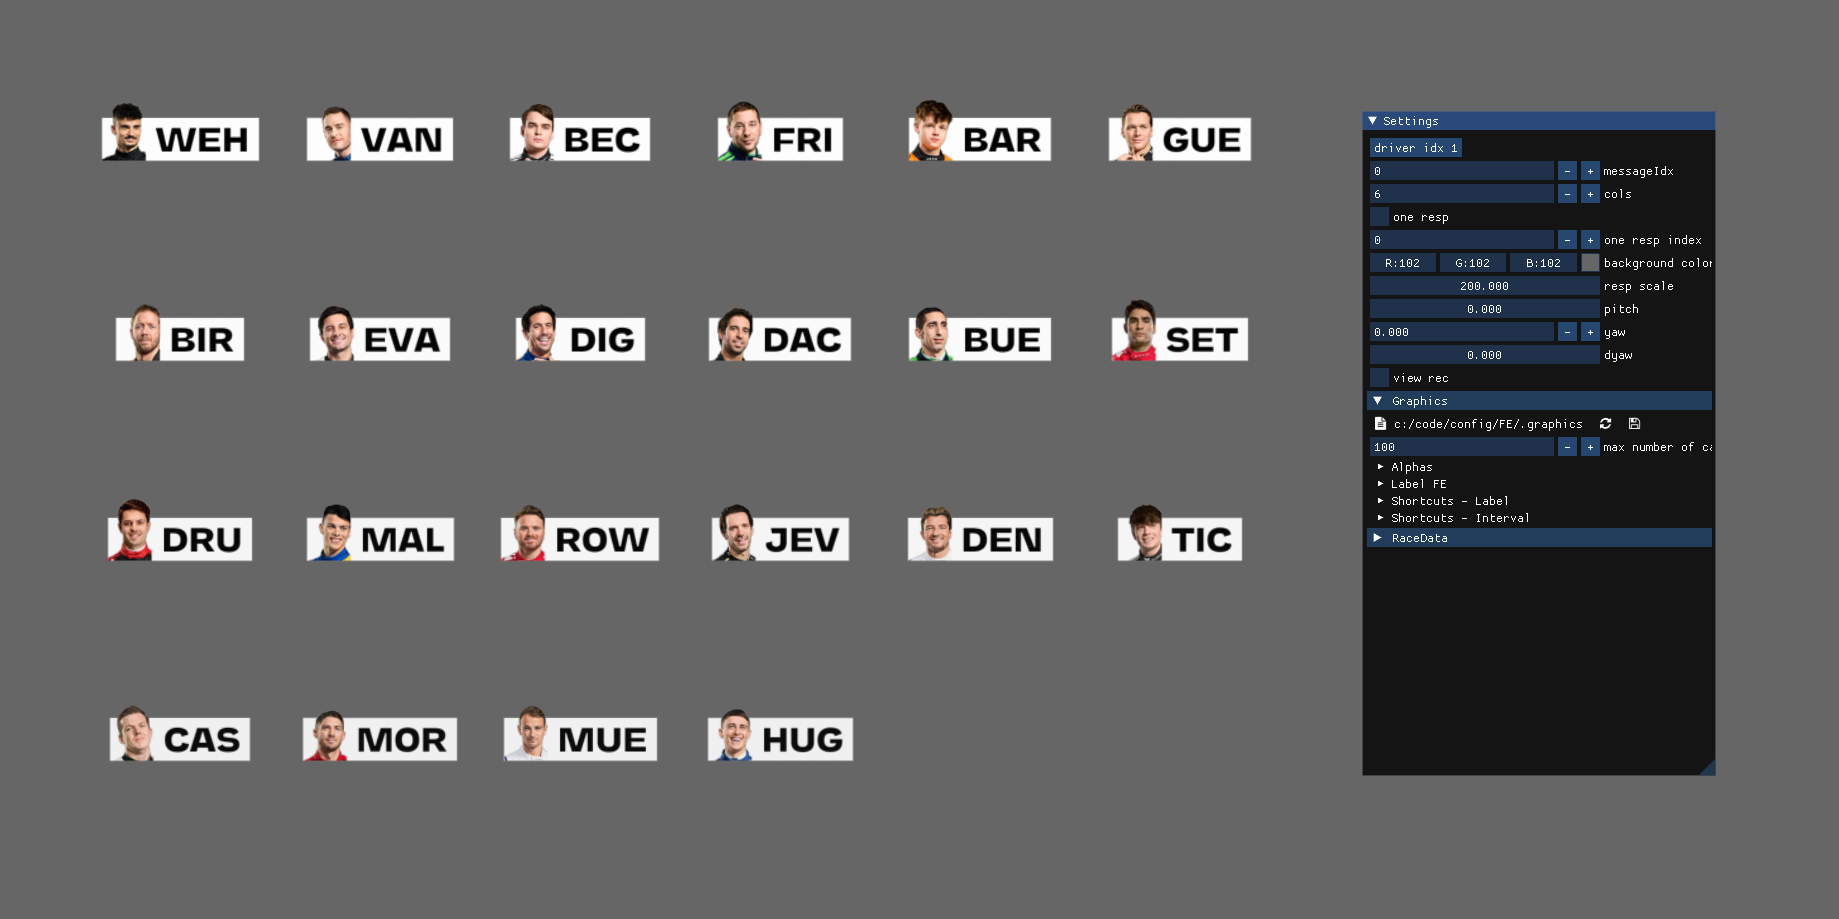 WEH VAN BEC FRI BAR GUE
BIR EVA DIG DAC BUE SET
DRU MAL ROW JEV DEN TIC
CAS MOR MUE HUG
Settings
driver idx 1
0 - + messageIdx
6 - + cols
one resp
0 - + one resp index
R:102 G:102 B:102 background color
200.000 resp scale
0.000 pitch
0.000 - + yaw
0.000 dyaw
view rec
Graphics
c:/code/config/FE/.graphics
100 - + max number of ca
Alphas
Label FE
Shortcuts - Label
Shortcuts - Interval
RaceData